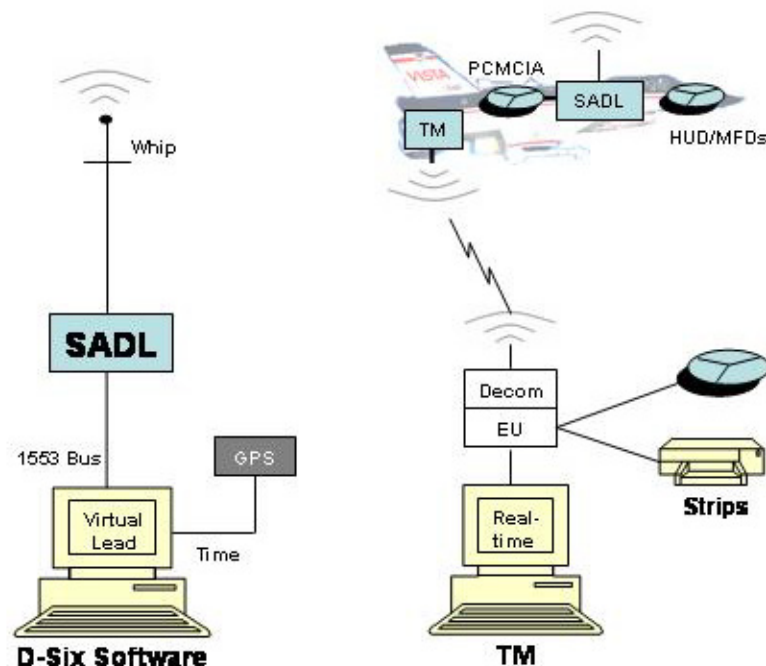 Whip
SADL
1553 Bus
GPS
Virtual
Lead
Time
D-Six Software
VISTA
PCMCIA
SADL
TM
HUD/MFDs
Decom
EU
Real-
time
Strips
TM